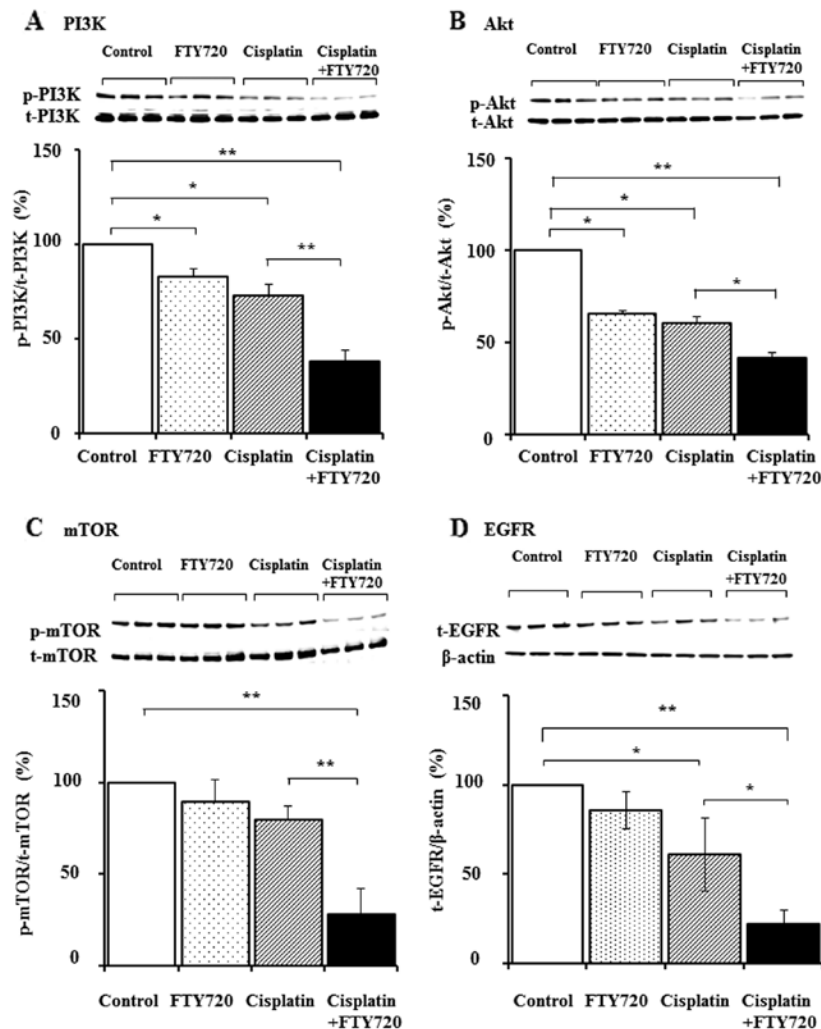 A PI3K
Control FTY720 Cisplatin Cisplatin
+FTY720
p-PI3K
t-PI3K
150
100
50
0
p-PI3K/t-PI3K (%)
**
*
*
**
Control FTY720 Cisplatin Cisplatin
+FTY720
B Akt
Control FTY720 Cisplatin Cisplatin
+FTY720
p-Akt
t-Akt
150
100
50
0
p-Akt/t-Akt (%)
**
*
*
*
Control FTY720 Cisplatin Cisplatin
+FTY720
C mTOR
Control FTY720 Cisplatin Cisplatin
+FTY720
p-mTOR
t-mTOR
150
100
50
0
p-mTOR/t-mTOR (%)
**
**
Control FTY720 Cisplatin Cisplatin
+FTY720
D EGFR
Control FTY720 Cisplatin Cisplatin
+FTY720
t-EGFR
β-actin
150
100
50
0
t-EGFR/β-actin (%)
**
*
*
Control FTY720 Cisplatin Cisplatin
+FTY720